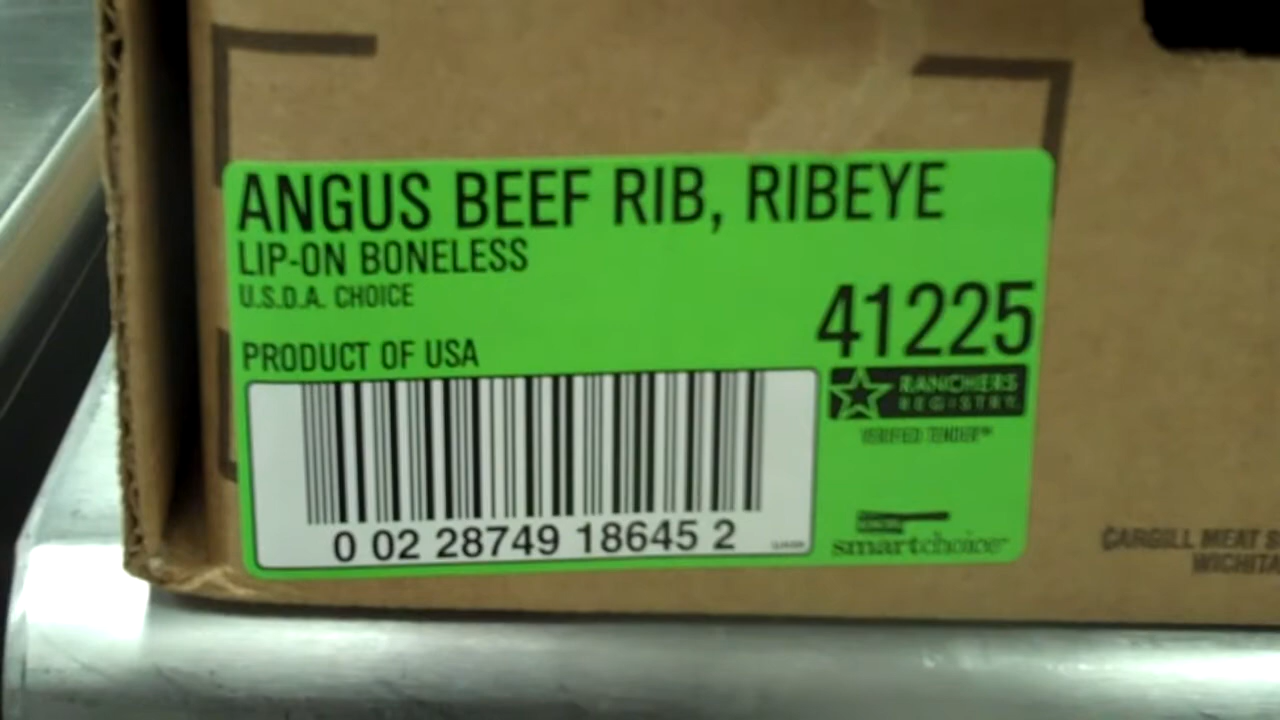 ANGUS BEEF RIB, RIBEYE
LIP-ON BONELESS
U.S.D.A. CHOICE
41225
PRODUCT OF USA
RANCHERS
REGISTRY
VERIFIED TENDER™
0 02 28749 18645 2
smartchoice
CARGILL MEAT S
WICHITA